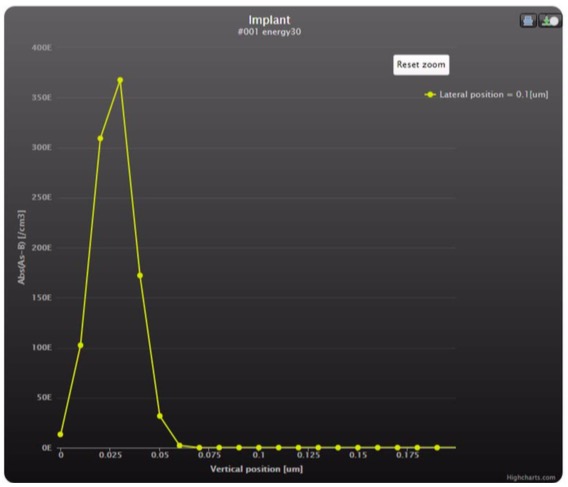 Implant
#001 energy30
Reset zoom
Lateral position = 0.1[um]
400E
350E
300E
250E
200E
150E
100E
50E
0E
Abs(As-B) [/cm3]
0 0.025 0.05 0.075 0.1 0.125 0.15 0.175
Vertical position [um]
Highcharts.com